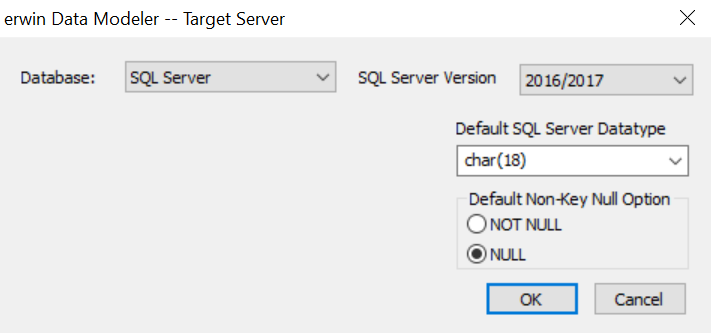 erwin Data Modeler -- Target Server
Database: SQL Server SQL Server Version 2016/2017
Default SQL Server Datatype
char(18)
Default Non-Key Null Option
NOT NULL
NULL
OK Cancel